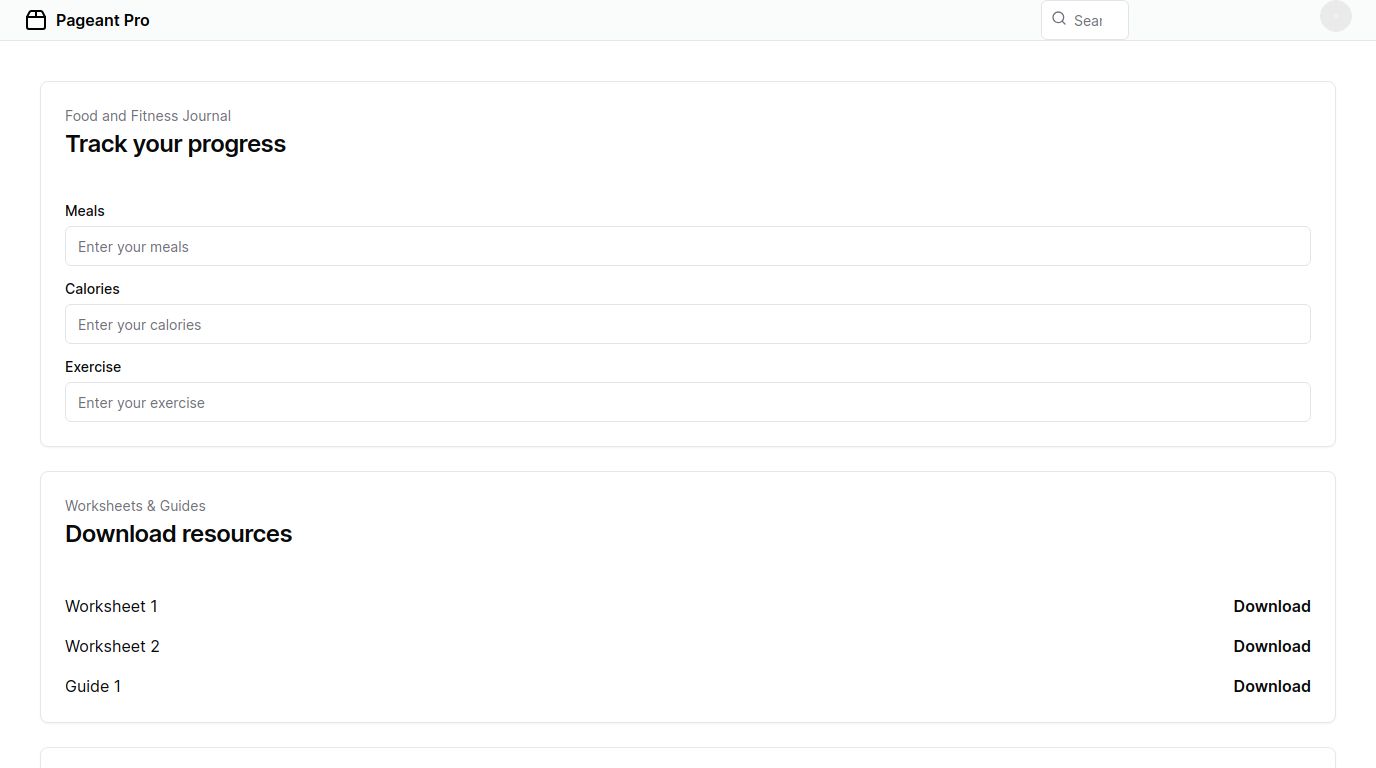 Pageant Pro
Sear
Food and Fitness Journal
Track your progress
Meals
Enter your meals
Calories
Enter your calories
Exercise
Enter your exercise
Worksheets & Guides
Download resources
Worksheet 1 Download
Worksheet 2 Download
Guide 1 Download